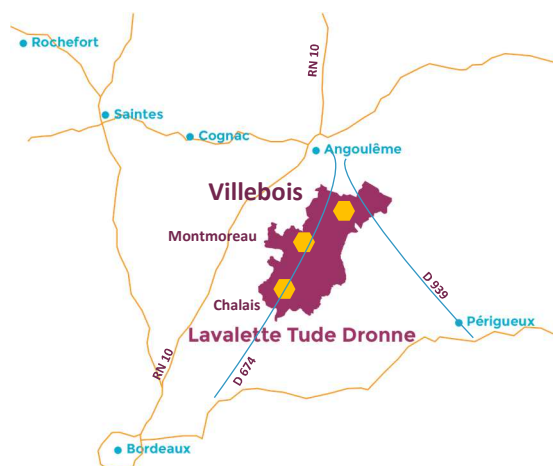 RN 10
Rochefort
Saintes
Cognac
Angoulême
Villebois
Montmoreau
D 939
Chalais
Périgueux
Lavalette Tude Dronne
RN 10
D 674
Bordeaux